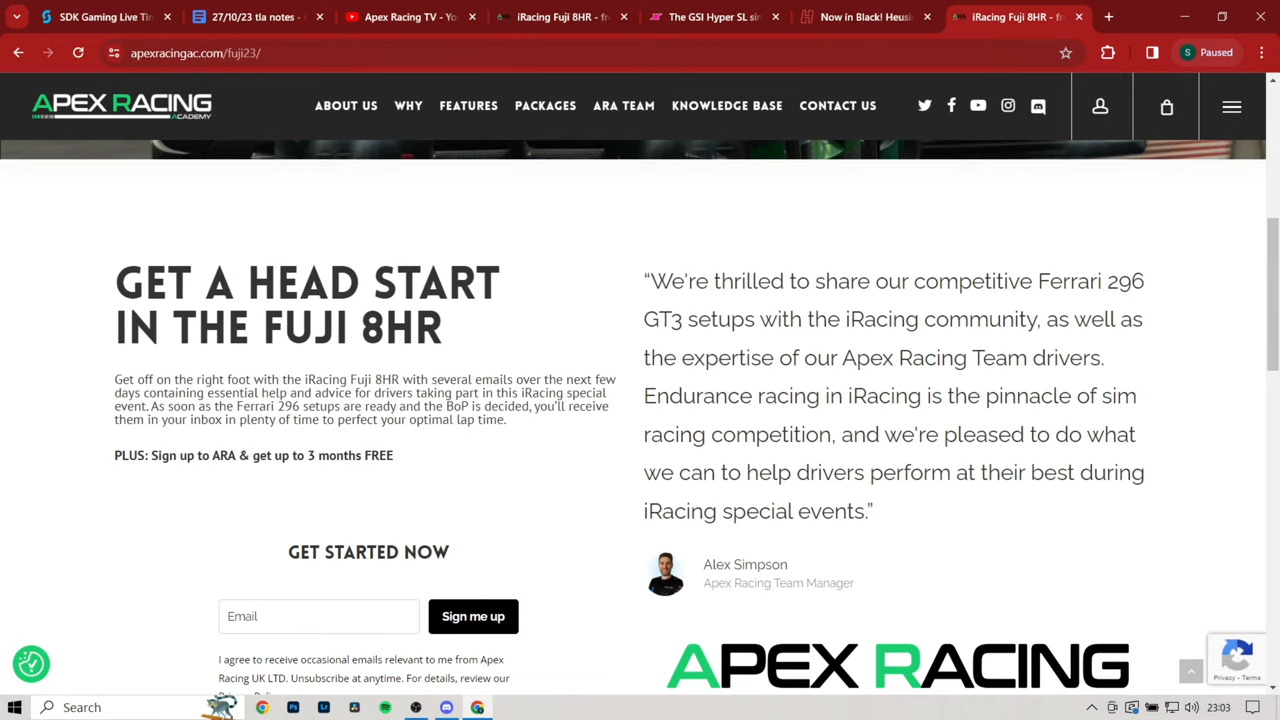 SDK Gaming Live Tim
27/10/23 tla notes -
Apex Racing TV - Yo
iRacing Fuji 8HR - fr
The GSI Hyper SL sim
Now in Black! Heusi
iRacing Fuji 8HR - fr
apexracingac.com/fuji23/
S Paused
APEX RACING
ACADEMY
ABOUT US WHY FEATURES PACKAGES ARA TEAM KNOWLEDGE BASE CONTACT US
GET A HEAD START
IN THE FUJI 8HR
Get off on the right foot with the iRacing Fuji 8HR with several emails over the next few
days containing essential help and advice for drivers taking part in this iRacing special
event. As soon as the Ferrari 296 setups are ready and the BoP is decided, you'll receive
them in your inbox in plenty of time to perfect your optimal lap time.
PLUS: Sign up to ARA & get up to 3 months FREE
GET STARTED NOW
Email
Sign me up
I agree to receive occasional emails relevant to me from Apex
Racing UK LTD. Unsubscribe at anytime. For details, review our
“We're thrilled to share our competitive Ferrari 296
GT3 setups with the iRacing community, as well as
the expertise of our Apex Racing Team drivers.
Endurance racing in iRacing is the pinnacle of sim
racing competition, and we're pleased to do what
we can to help drivers perform at their best during
iRacing special events.”
Alex Simpson
Apex Racing Team Manager
APEX RACING
Privacy - Terms
Search
23:03